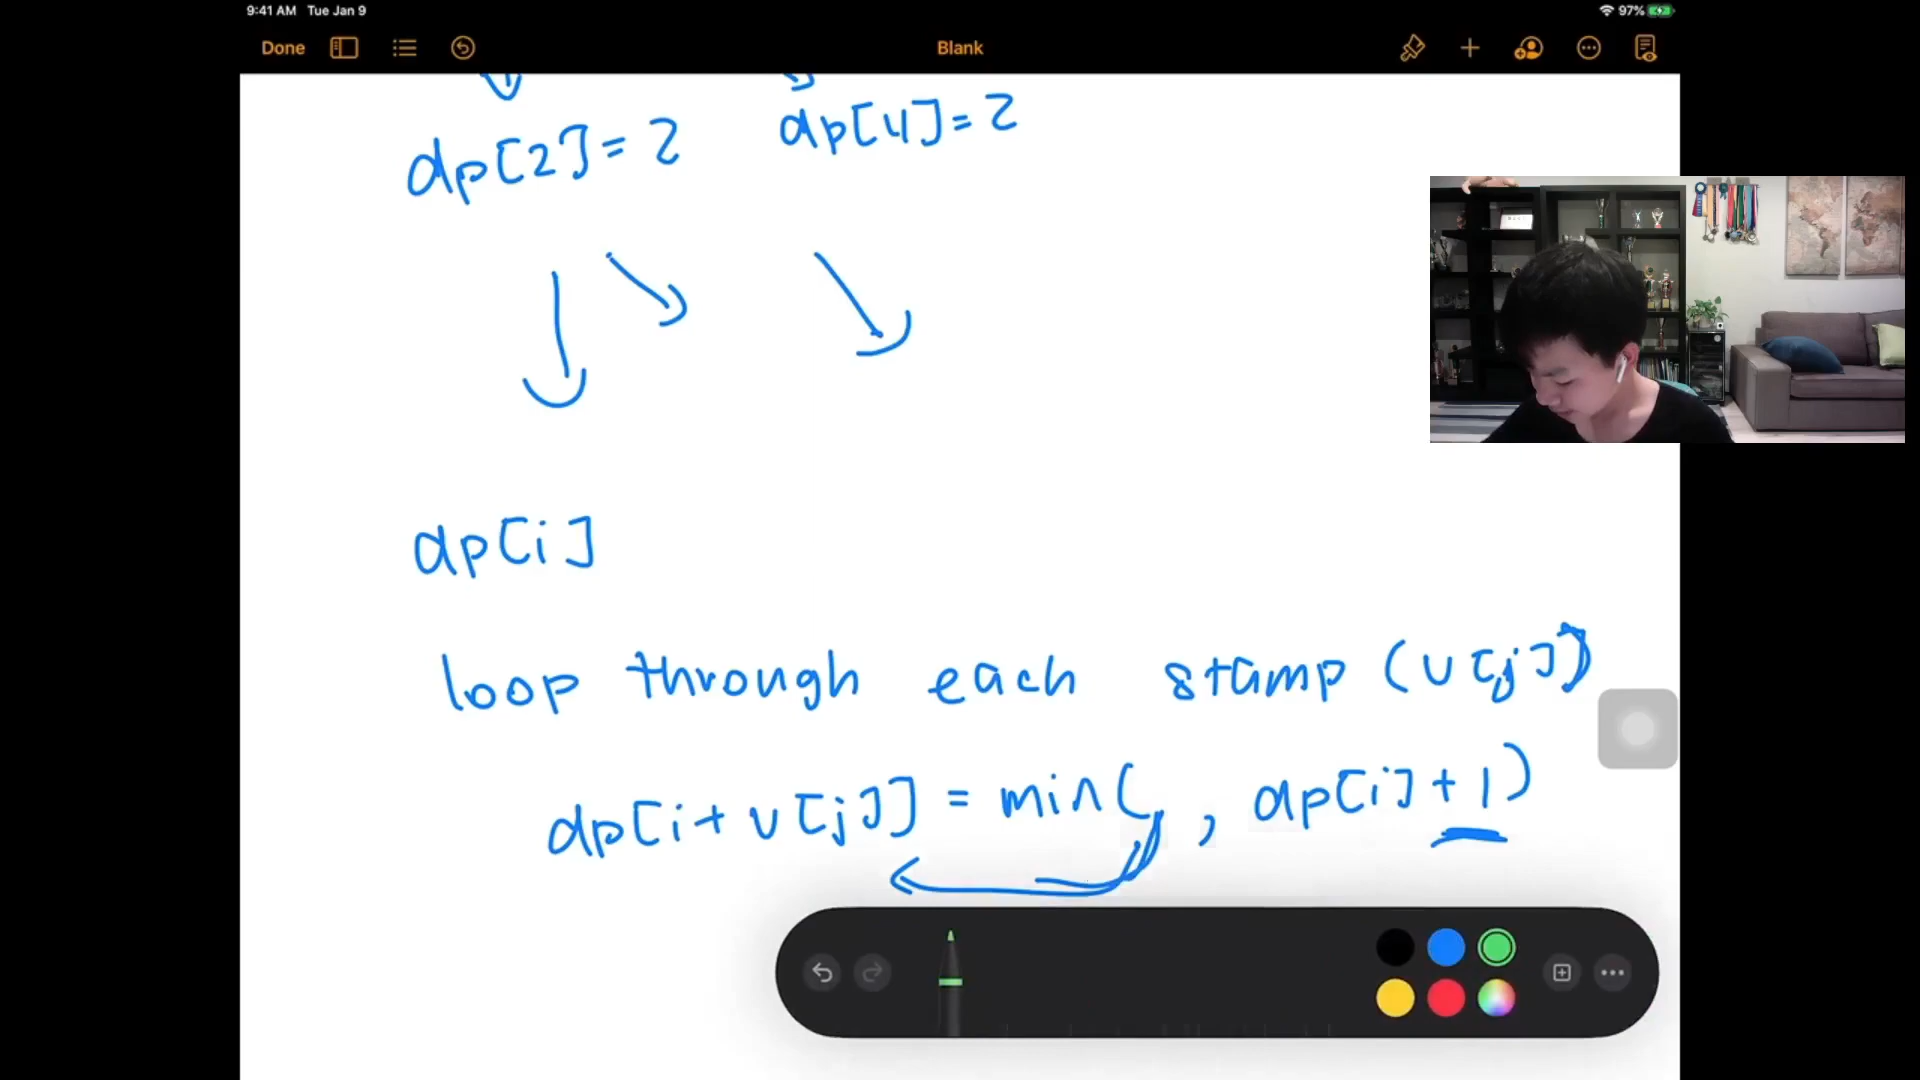 9:41 AM Tue Jan 9 97%
Done Blank
dp[2]=2 dp[4]=2
dp[i]
loop through each stamp (v[j])
dp[i+v[j]] = min( , dp[i]+1)